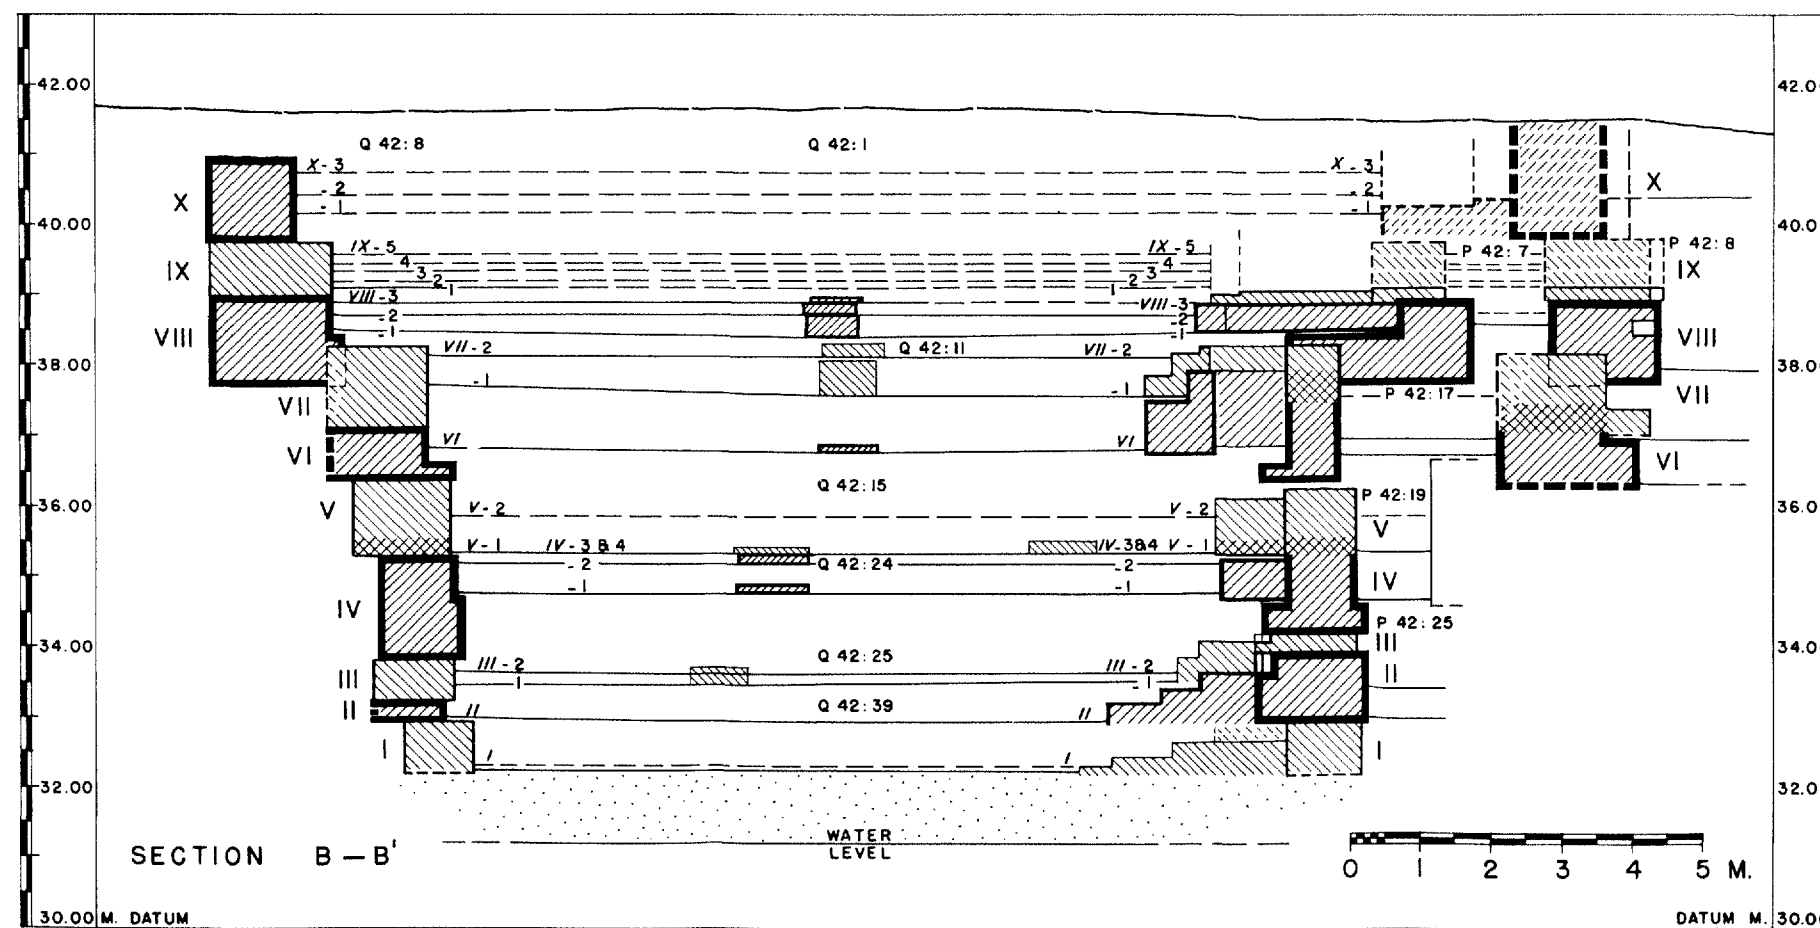 42.00 42.0
Q 42:8 Q 42:1
X-3 X-3
-2 -2
-1 -1
X X
40.00 40.0
IX-5 IX-5 P 42:7 P 42:8
4 4
3 3
2 2
1 1
IX IX
VIII-3 VIII-3
-2 -2
-1 -1
VIII VIII
VII-2 Q 42:11 VII-2
38.00 38.00
-1 -1 P 42:17
VII VII
VI VI
VI VI
Q 42:15 P 42:19
36.00 36.00
V V-2 V-2 V
V-1 IV-3&4 IV-3&4 V-1
-2 Q 42:24 -2
-1 -1
IV IV
P 42:25
34.00 34.0
III-2 Q 42:25 III-2 III
-1 -1
III II
II II Q 42:39 II
I I I I
32.00 32.0
WATER
LEVEL
SECTION B-B'
0 1 2 3 4 5 M.
30.00 M. DATUM DATUM M. 30.00